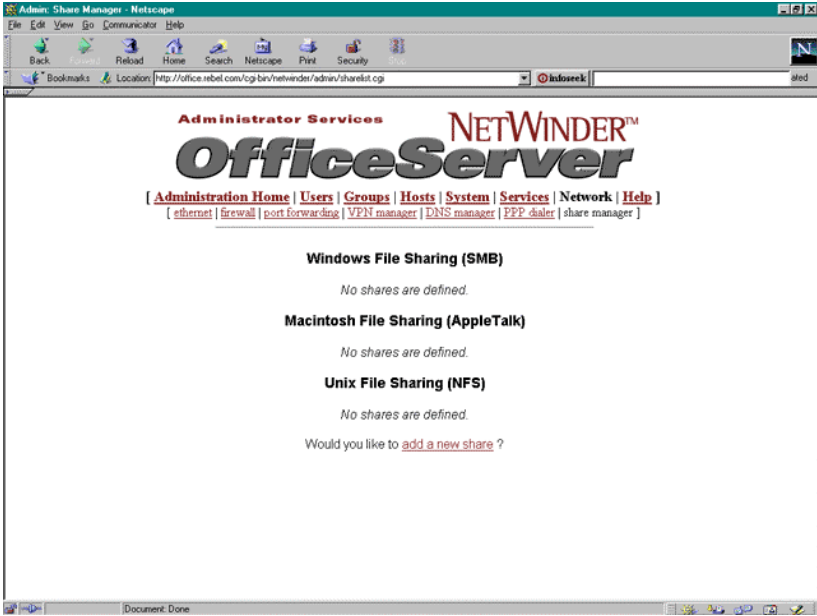 Admin: Share Manager - Netscape
File Edit View Go Communicator Help
Back Forward Reload Home Search Netscape Print Security Stop
Bookmarks Location: http://office.rebel.com/cgi-bin/netwinder/admin/sharelist.cgi infoseek ated
Administrator Services NETWINDER™
OfficeServer
[ Administration Home | Users | Groups | Hosts | System | Services | Network | Help ]
[ ethernet | firewall | port forwarding | VPN manager | DNS manager | PPP dialer | share manager ]
Windows File Sharing (SMB)
No shares are defined.
Macintosh File Sharing (AppleTalk)
No shares are defined.
Unix File Sharing (NFS)
No shares are defined.
Would you like to add a new share ?
Document: Done